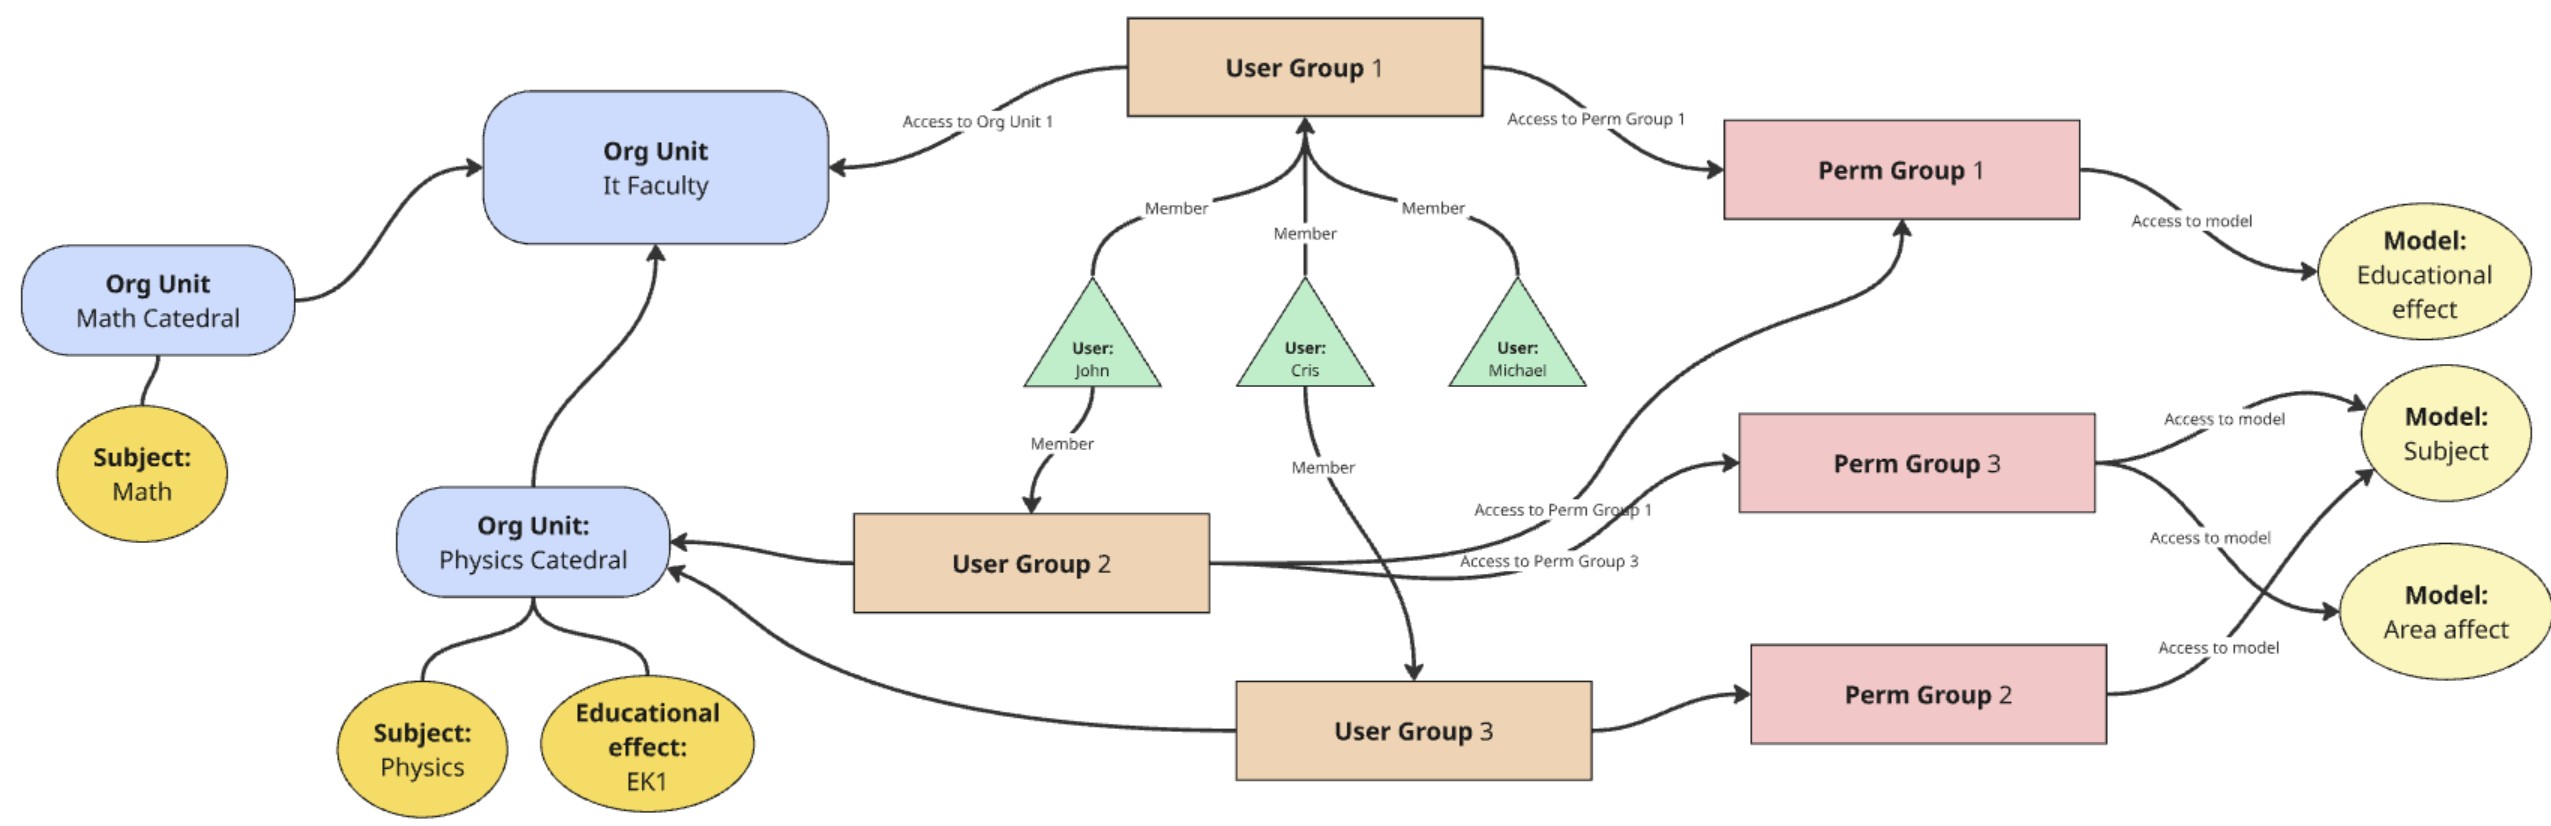 User Group 1
Access to Org Unit 1
Access to Perm Group 1
Org Unit
It Faculty
Perm Group 1
Member
Member
Member
Access to model
Model:
Educational
effect
Org Unit
Math Catedral
User:
John
User:
Cris
User:
Michael
Subject:
Math
Member
Member
Access to model
Model:
Subject
Perm Group 3
Access to Perm Group 1
Access to Perm Group 3
Access to model
Org Unit:
Physics Catedral
User Group 2
Model:
Area affect
Access to model
Perm Group 2
User Group 3
Subject:
Physics
Educational
effect:
EK1